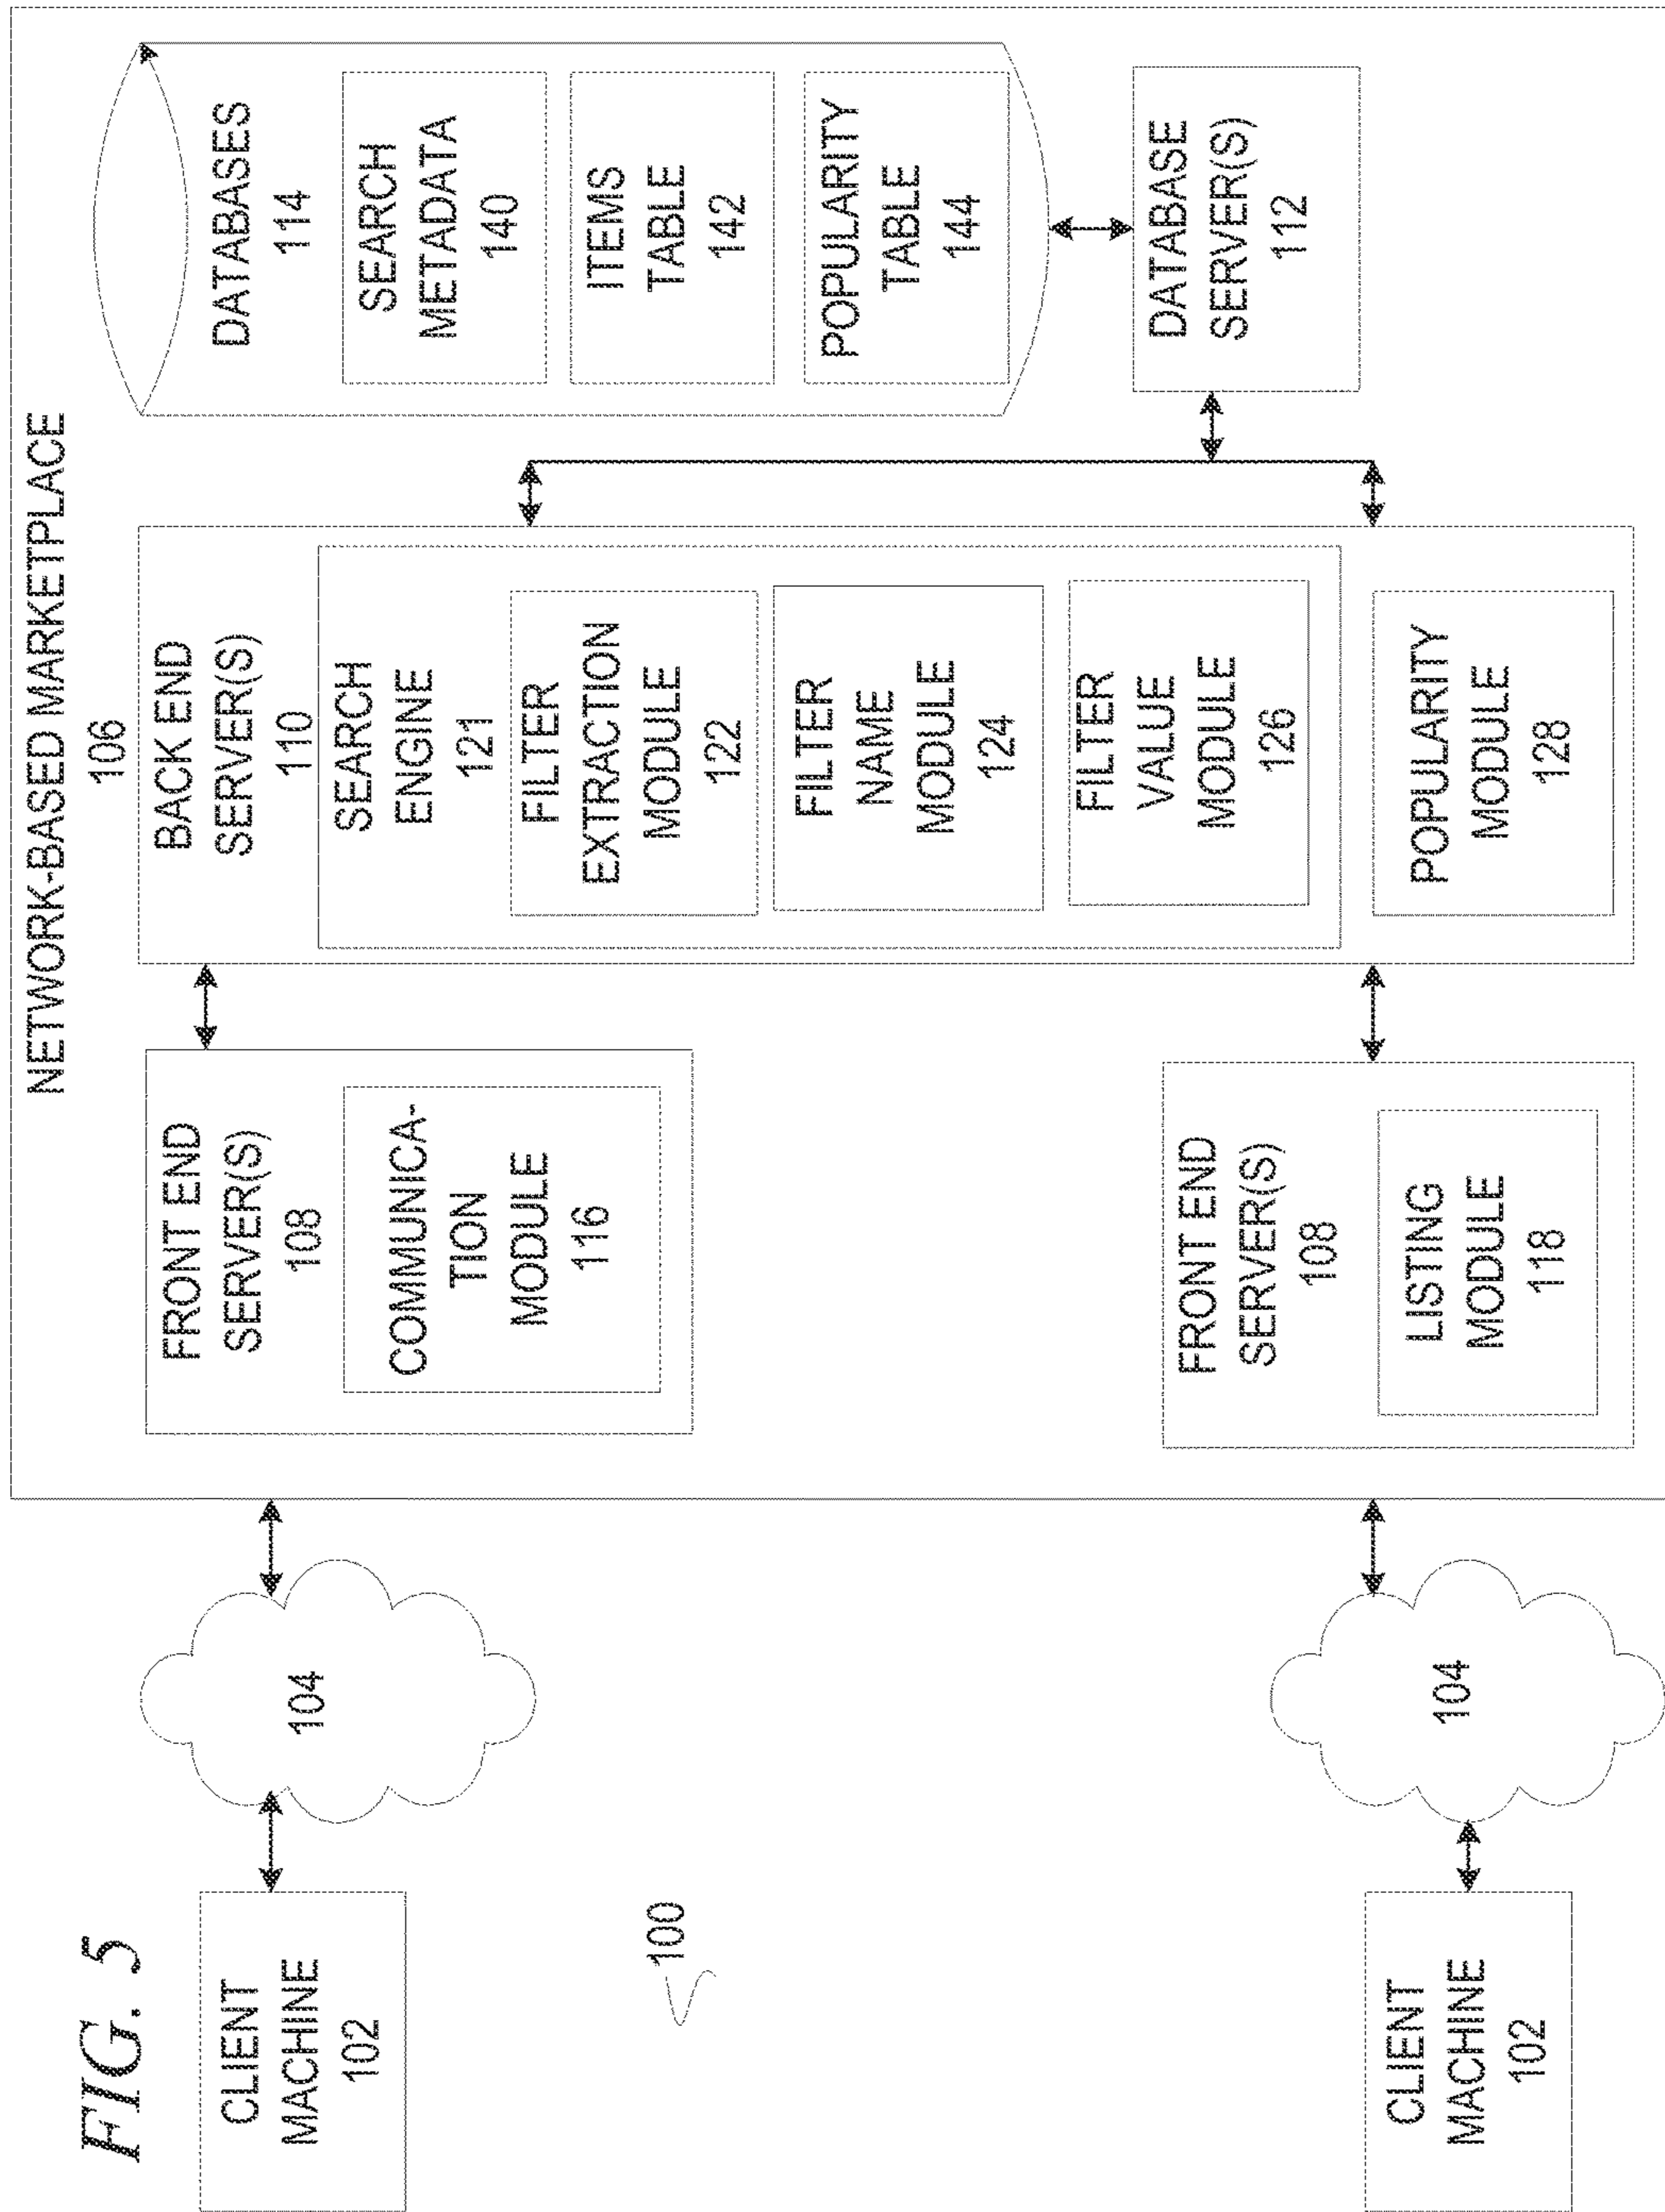 FIG. 5
NETWORK-BASED MARKETPLACE
106
CLIENT
MACHINE
102
104
FRONT END
SERVER(S)
108
COMMUNICA-
TION
MODULE
116
BACK END
SERVER(S)
110
SEARCH
ENGINE
121
FILTER
EXTRACTION
MODULE
122
FILTER
NAME
MODULE
124
FILTER
VALUE
MODULE
126
POPULARITY
MODULE
128
DATABASES
114
SEARCH
METADATA
140
ITEMS
TABLE
142
POPULARITY
TABLE
144
DATABASE
SERVER(S)
112
100
CLIENT
MACHINE
102
104
FRONT END
SERVER(S)
108
LISTING
MODULE
118